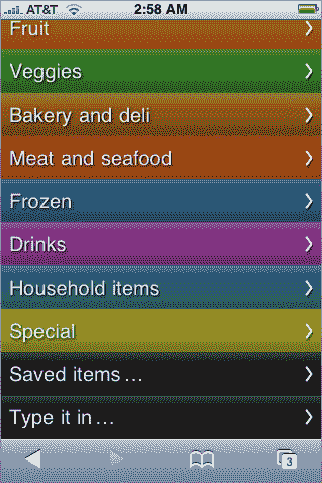 AT&T 2:58 AM
Fruit
Veggies
Bakery and deli
Meat and seafood
Frozen
Drinks
Household items
Special
Saved items ...
Type it in ...
3